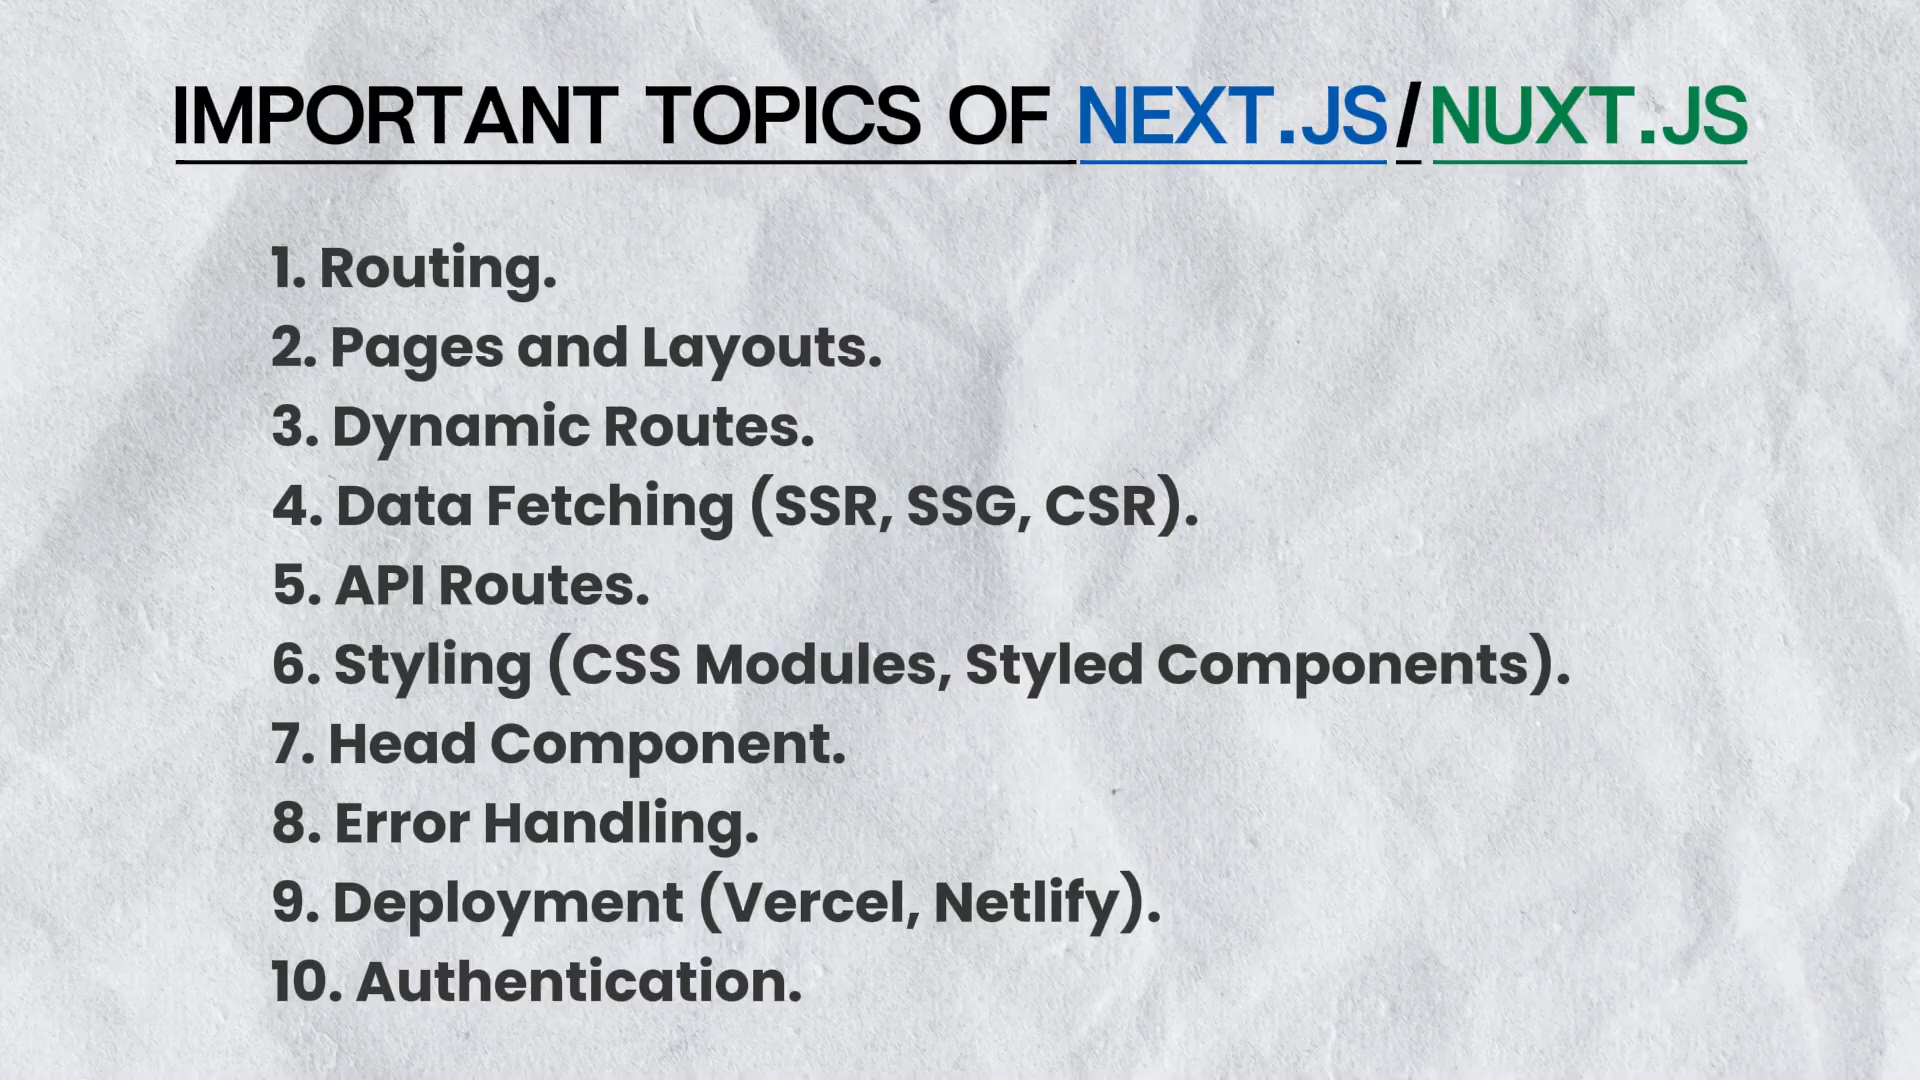 IMPORTANT TOPICS OF NEXT.JS/NUXT.JS
1. Routing.
2. Pages and Layouts.
3. Dynamic Routes.
4. Data Fetching (SSR, SSG, CSR).
5. API Routes.
6. Styling (CSS Modules, Styled Components).
7. Head Component.
8. Error Handling.
9. Deployment (Vercel, Netlify).
10. Authentication.